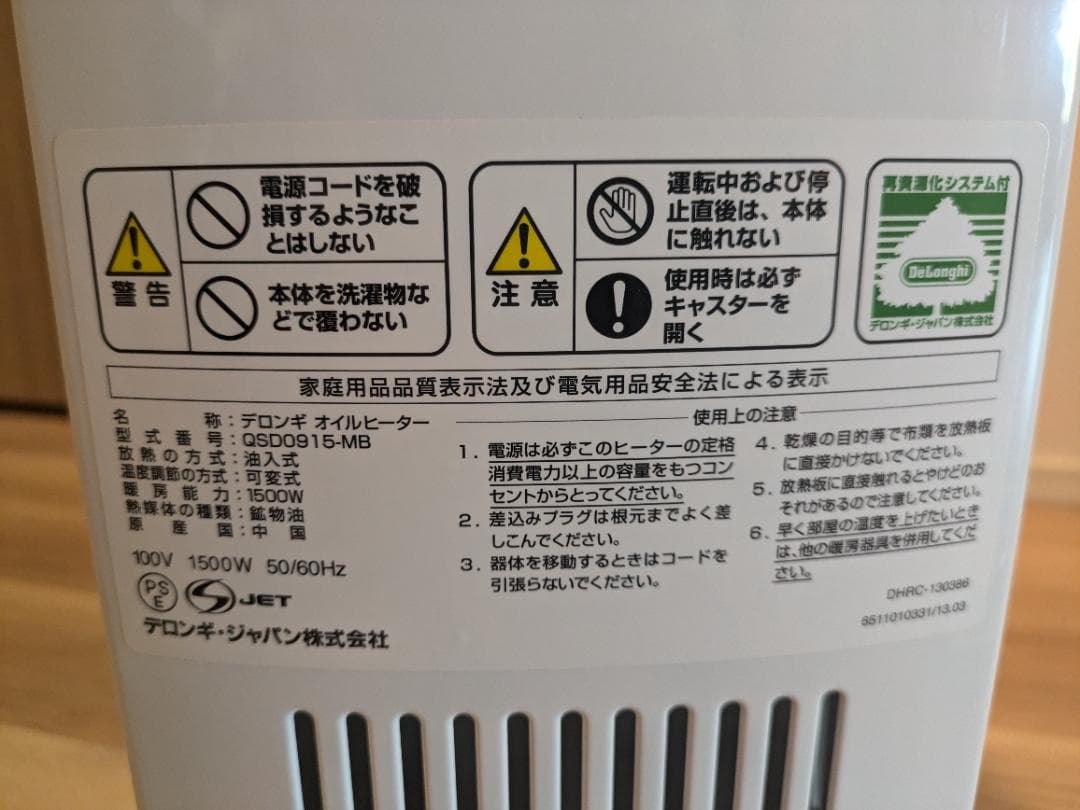 警告
電源コードを破
損するようなこ
とはしない
本体を洗濯物な
どで覆わない
注意
運転中および停
止直後は、本体
に触れない
使用時は必ず
キャスターを
開く
再資源化システム付
DeLonghi
デロンギ・ジャパン株式会社
家庭用品品質表示法及び電気用品安全法による表示
名称:デロンギ オイルヒーター
型式番号:QSD0915-MB
放熱の方式:油入式
温度調節の方式:可変式
暖房能力:1500W
熱媒体の種類:鉱物油
原産国:中国
100V 1500W 50/60Hz
PS
E
JET
デロンギ・ジャパン株式会社
使用上の注意
1. 電源は必ずこのヒーターの定格
消費電力以上の容量をもつコン
セントからとってください。
2. 差込みプラグは根元までよく差
しこんでください。
3. 器体を移動するときはコードを
引張らないでください。
4. 乾燥の目的等で布類を放熱板
に直接かけないでください。
5. 放熱板に直接触れるとやけどのお
それがあるので注意してください。
6. 早く部屋の温度を上げたいとき
は、他の暖房器具を併用してくだ
さい。
DHRC-130386
6511010331/13.03